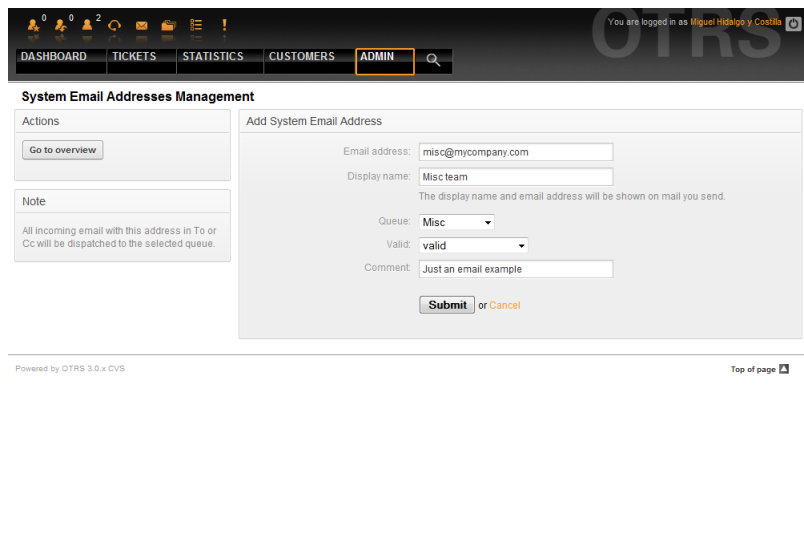 0 0 2
You are logged in as Miguel Hidalgo y Costilla
OTRS
DASHBOARD TICKETS STATISTICS CUSTOMERS ADMIN
System Email Addresses Management
Actions
Go to overview
Note
All incoming email with this address in To or
Cc will be dispatched to the selected queue.
Add System Email Address
Email address: misc@mycompany.com
Display name: Misc team
The display name and email address will be shown on mail you send.
Queue: Misc
Valid: valid
Comment: Just an email example
Submit or Cancel
Powered by OTRS 3.0.x CVS
Top of page